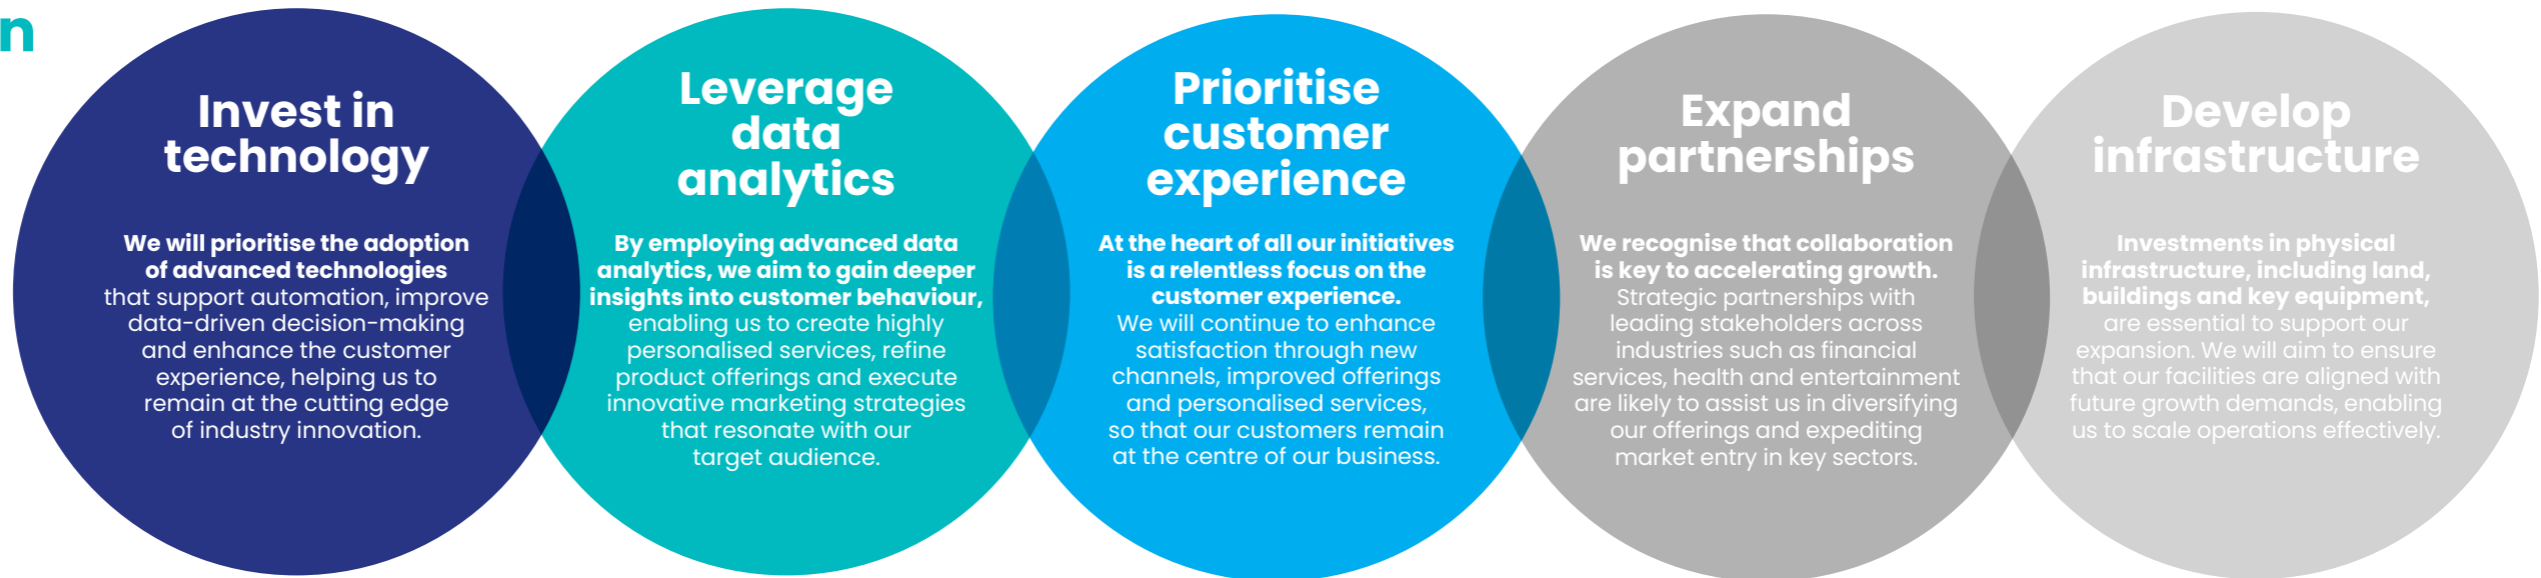 n
Invest in
technology
We will prioritise the adoption
of advanced technologies
that support automation, improve
data-driven decision-making
and enhance the customer
experience, helping us to
remain at the cutting edge
of industry innovation.
Leverage
data
analytics
By employing advanced data
analytics, we aim to gain deeper
insights into customer behaviour,
enabling us to create highly
personalised services, refine
product offerings and execute
innovative marketing strategies
that resonate with our
target audience.
Prioritise
customer
experience
At the heart of all our initiatives
is a relentless focus on the
customer experience.
We will continue to enhance
satisfaction through new
channels, improved offerings
and personalised services,
so that our customers remain
at the centre of our business.
Expand
partnerships
We recognise that collaboration
is key to accelerating growth.
Strategic partnerships with
leading stakeholders across
industries such as financial
services, health and entertainment
are likely to assist us in diversifying
our offerings and expediting
market entry in key sectors.
Develop
infrastructure
Investments in physical
infrastructure, including land,
buildings and key equipment,
are essential to support our
expansion. We will aim to ensure
that our facilities are aligned with
future growth demands, enabling
us to scale operations effectively.